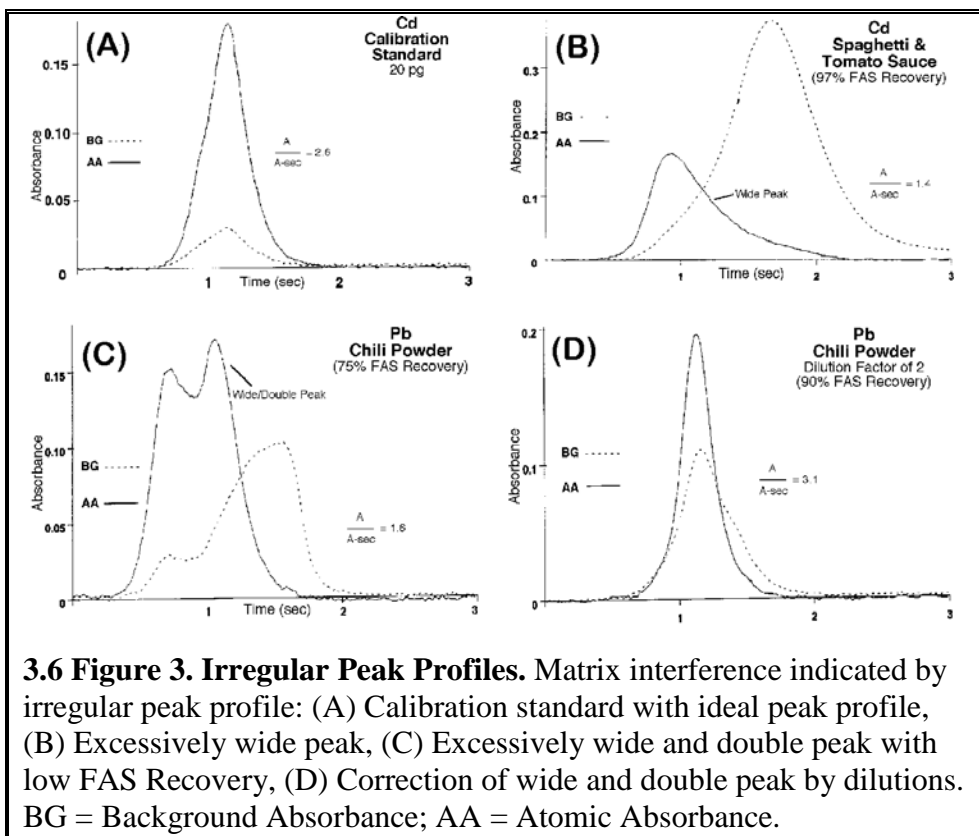 (A)
Cd
Calibration
Standard
20 pg
0.15
0.10
0.05
0
Absorbance
BG
AA
A
A-sec = 2.6
1
2
3
Time (sec)
(B)
Cd
Spaghetti &
Tomato Sauce
(97% FAS Recovery)
0.3
0.2
0.1
0
Absorbance
BG
AA
Wide Peak
A
A-sec = 1.4
1
2
3
Time (sec)
(C)
Pb
Chili Powder
(75% FAS Recovery)
Wide/Double Peak
0.15
0.10
0.05
0
Absorbance
BG
AA
A
A-sec = 1.6
1
2
3
Time (sec)
(D)
Pb
Chili Powder
Dilution Factor of 2
(90% FAS Recovery)
0.2
0.1
0
Absorbance
BG
AA
A
A-sec = 3.1
1
2
3
3.6 Figure 3. Irregular Peak Profiles. Matrix interference indicated by
irregular peak profile: (A) Calibration standard with ideal peak profile,
(B) Excessively wide peak, (C) Excessively wide and double peak with
low FAS Recovery, (D) Correction of wide and double peak by dilutions.
BG = Background Absorbance; AA = Atomic Absorbance.